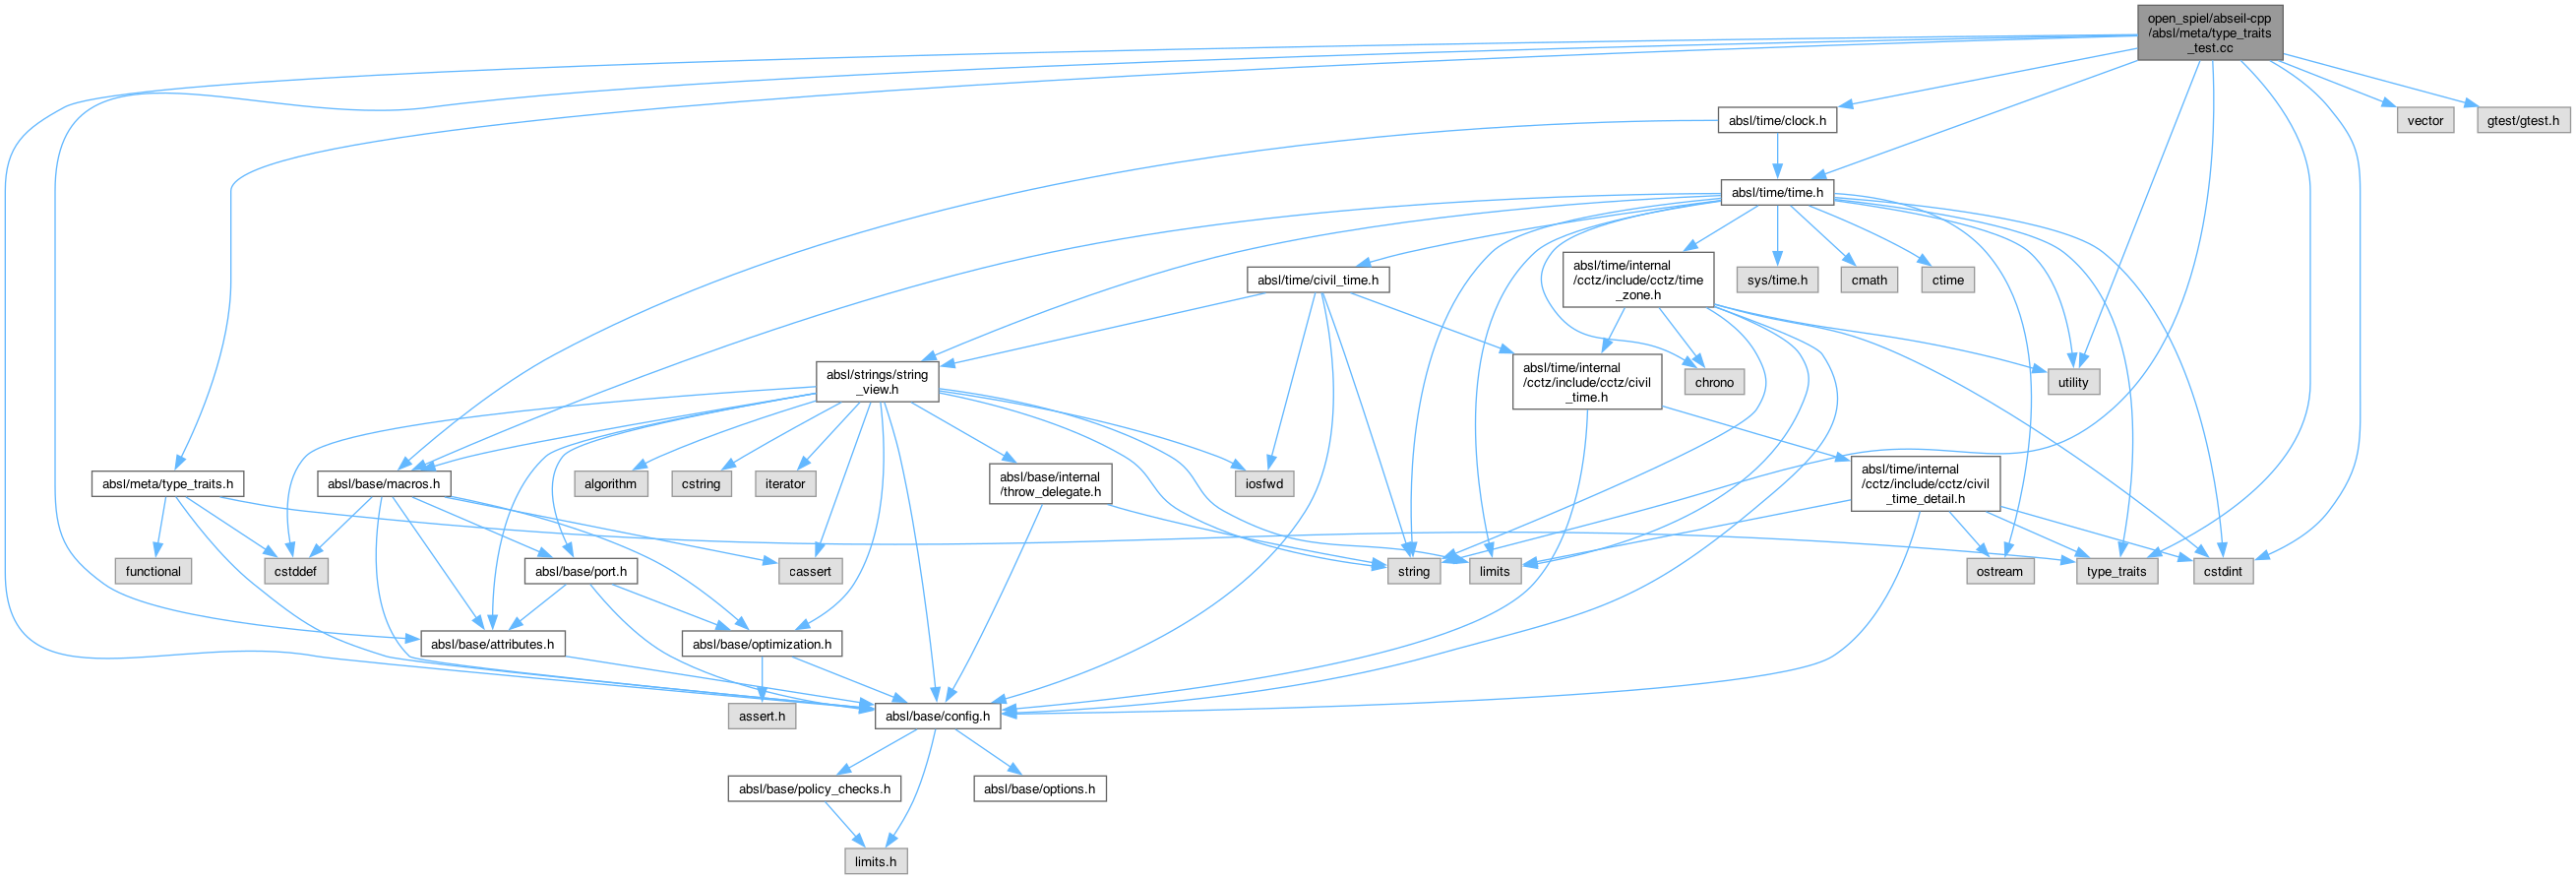 open_spiel/abseil-cpp
/absl/meta/type_traits
_test.cc
absl/time/clock.h
vector
gtest/gtest.h
absl/time/time.h
absl/time/civil_time.h
absl/time/internal
/cctz/include/cctz/time
_zone.h
sys/time.h
cmath
ctime
absl/strings/string
_view.h
absl/time/internal
/cctz/include/cctz/civil
_time.h
chrono
utility
absl/meta/type_traits.h
absl/base/macros.h
algorithm
cstring
iterator
absl/base/internal
/throw_delegate.h
iosfwd
absl/time/internal
/cctz/include/cctz/civil
_time_detail.h
functional
cstddef
absl/base/port.h
cassert
string
limits
ostream
type_traits
cstdint
absl/base/attributes.h
absl/base/optimization.h
assert.h
absl/base/config.h
absl/base/policy_checks.h
absl/base/options.h
limits.h